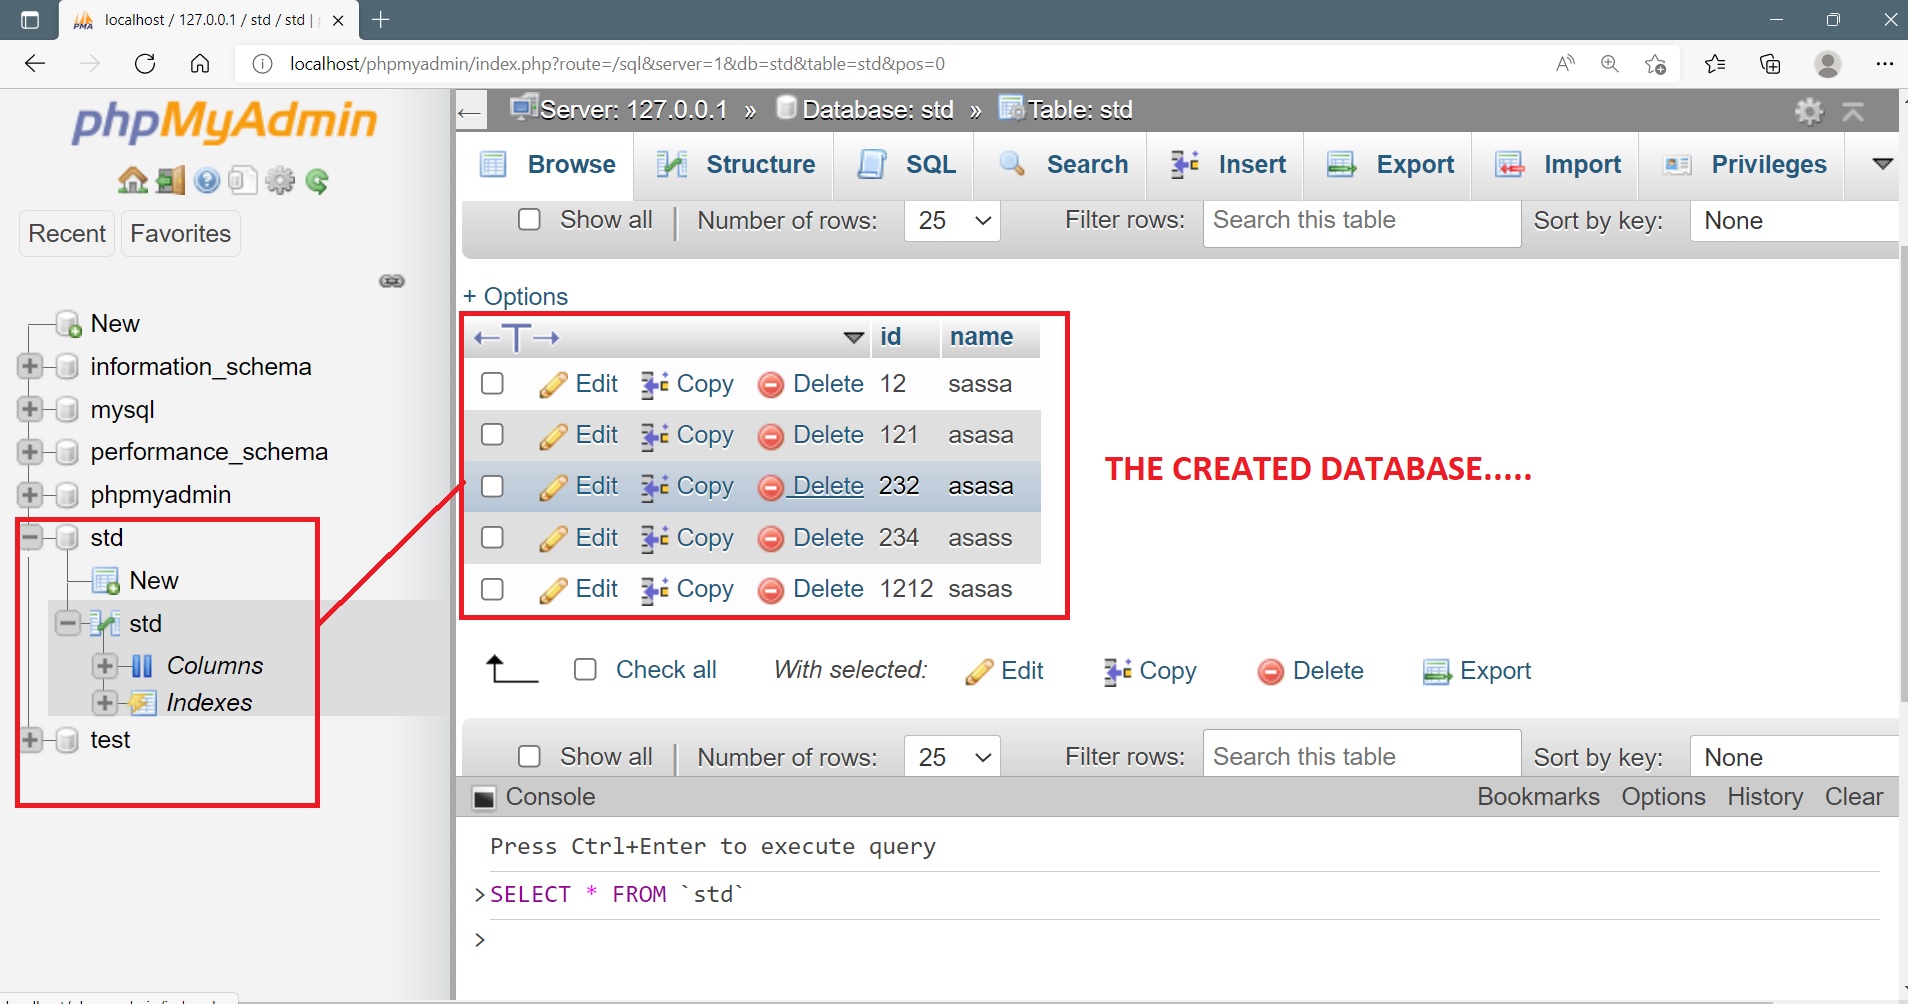 localhost / 127.0.0.1 / std / std |
localhost/phpmyadmin/index.php?route=/sql&server=1&db=std&table=std&pos=0
phpMyAdmin
Recent Favorites
New
information_schema
mysql
performance_schema
phpmyadmin
std
New
std
Columns
Indexes
test
Server: 127.0.0.1 » Database: std » Table: std
Browse Structure SQL Search Insert Export Import Privileges
Show all Number of rows: 25 Filter rows: Search this table Sort by key: None
+ Options
id name
Edit Copy Delete 12 sassa
Edit Copy Delete 121 asasa
Edit Copy Delete 232 asasa
Edit Copy Delete 234 asass
Edit Copy Delete 1212 sasas
THE CREATED DATABASE.....
Check all With selected: Edit Copy Delete Export
Show all Number of rows: 25 Filter rows: Search this table Sort by key: None
Console Bookmarks Options History Clear
Press Ctrl+Enter to execute query
>SELECT * FROM `std`
>